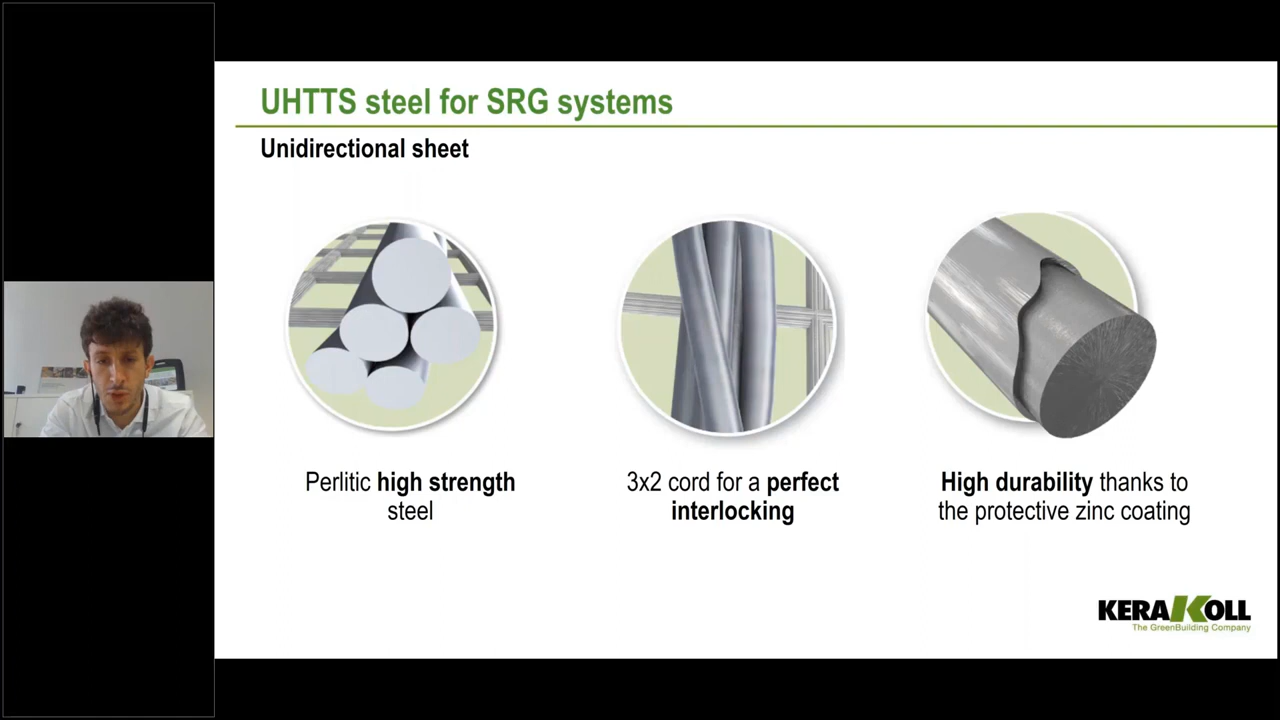 UHTTS steel for SRG systems
Unidirectional sheet
Perlitic high strength
steel
3x2 cord for a perfect
interlocking
High durability thanks to
the protective zinc coating
KERAKOLL
The GreenBuilding Company